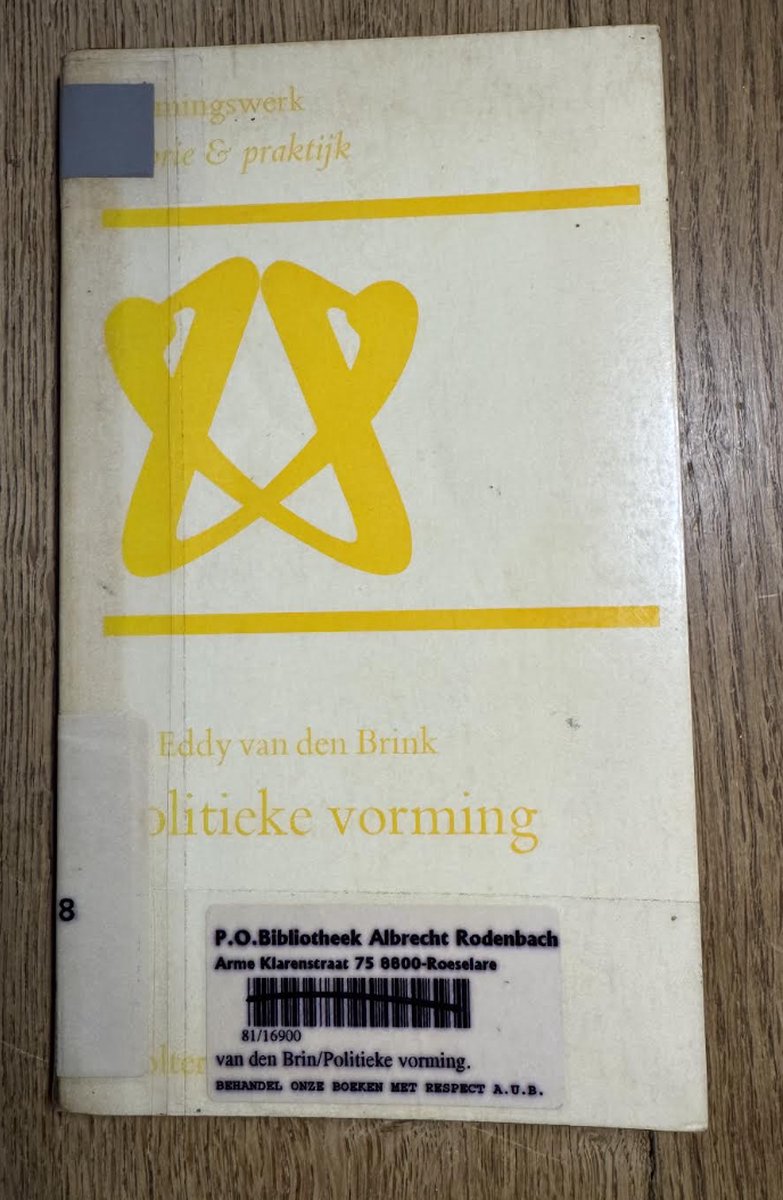 mingswerk
orie & praktijk
Eddy van den Brink
olitieke vorming
8
P.O.Bibliotheek Albrecht Rodenbach
Arme Klarenstraat 75 8800-Roeselare
81/16900
van den Brin/Politieke vorming.
BEHANDEL ONZE BOEKEN MET RESPECT A.U.B.
olter